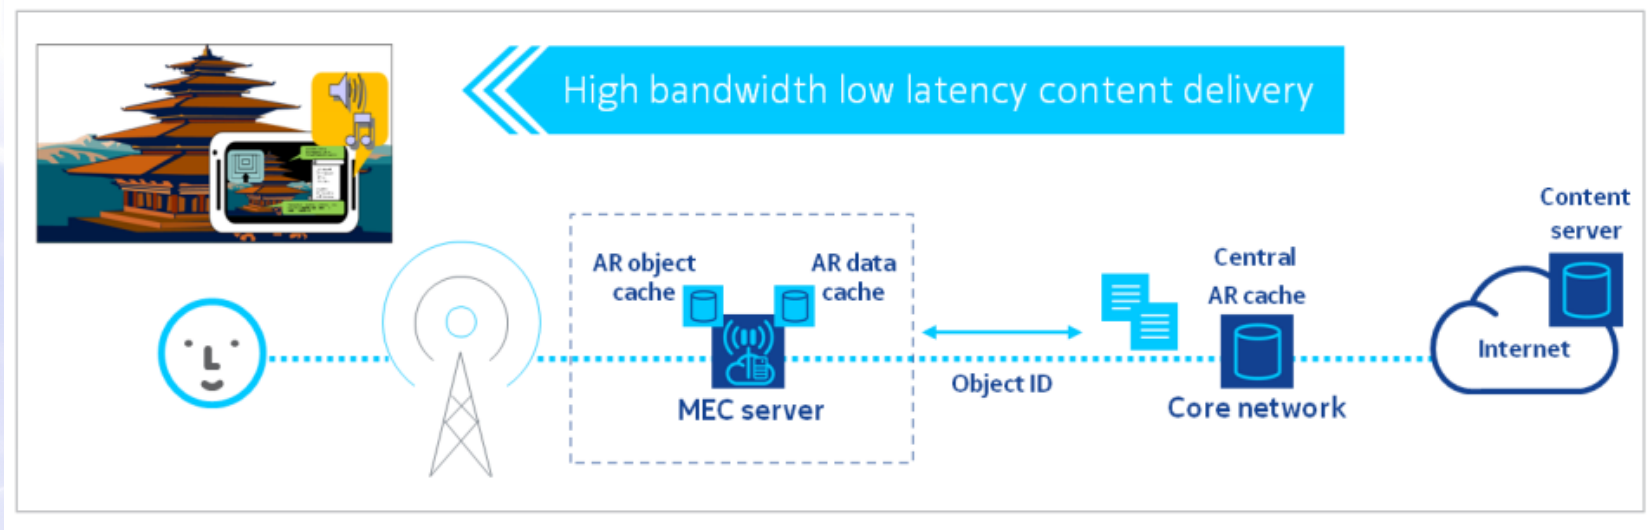 High bandwidth low latency content delivery
Content
server
AR object
cache
AR data
cache
Central
AR cache
Internet
Object ID
MEC server
Core network